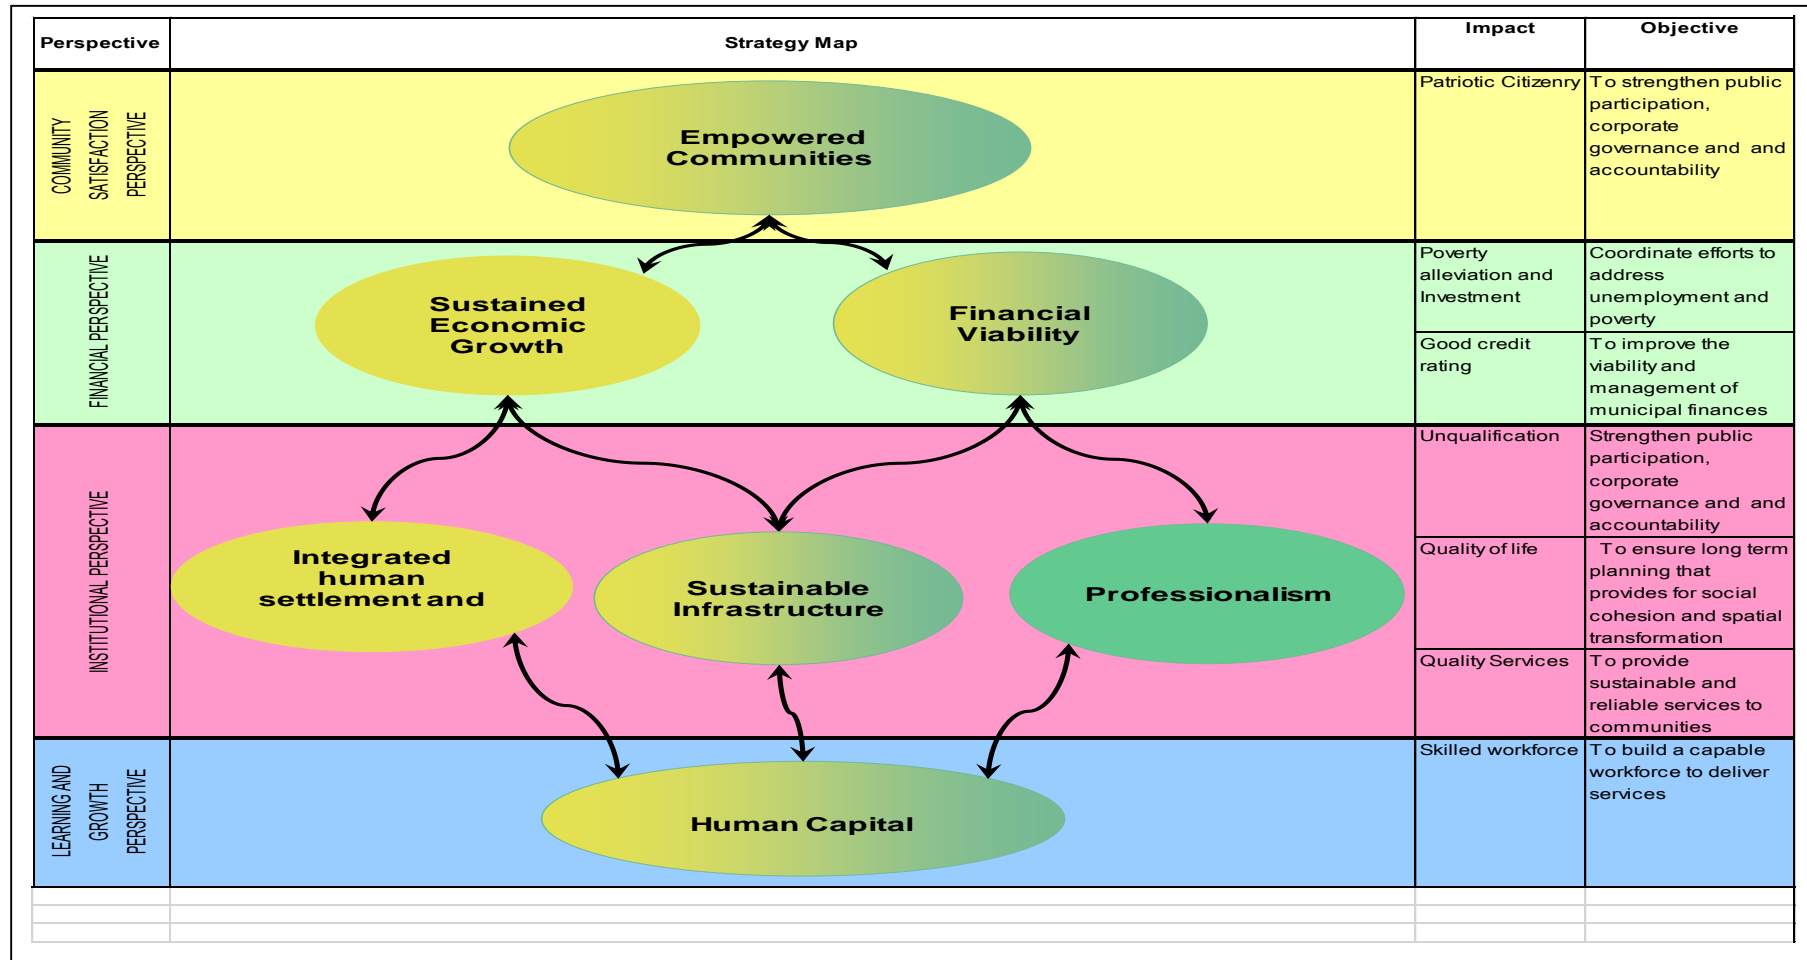 Perspective
Strategy Map
Impact
Objective
COMMUNITY
SATISFACTION
PERSPECTIVE
Empowered
Communities
Patriotic Citizenry
To strengthen public
participation,
corporate
governance and and
accountability
FINANCIAL PERSPECTIVE
Sustained
Economic
Growth
Financial
Viability
Poverty
alleviation and
Investment
Coordinate efforts to
address
unemployment and
poverty
Good credit
rating
To improve the
viability and
management of
municipal finances
INSTITUTIONAL PERSPECTIVE
Integrated
human
settlement and
Sustainable
Infrastructure
Professionalism
Unqualification
Strengthen public
participation,
corporate
governance and and
accountability
Quality of life
To ensure long term
planning that
provides for social
cohesion and spatial
transformation
Quality Services
To provide
sustainable and
reliable services to
communities
LEARNING AND
GROWTH
PERSPECTIVE
Human Capital
Skilled workforce
To build a capable
workforce to deliver
services